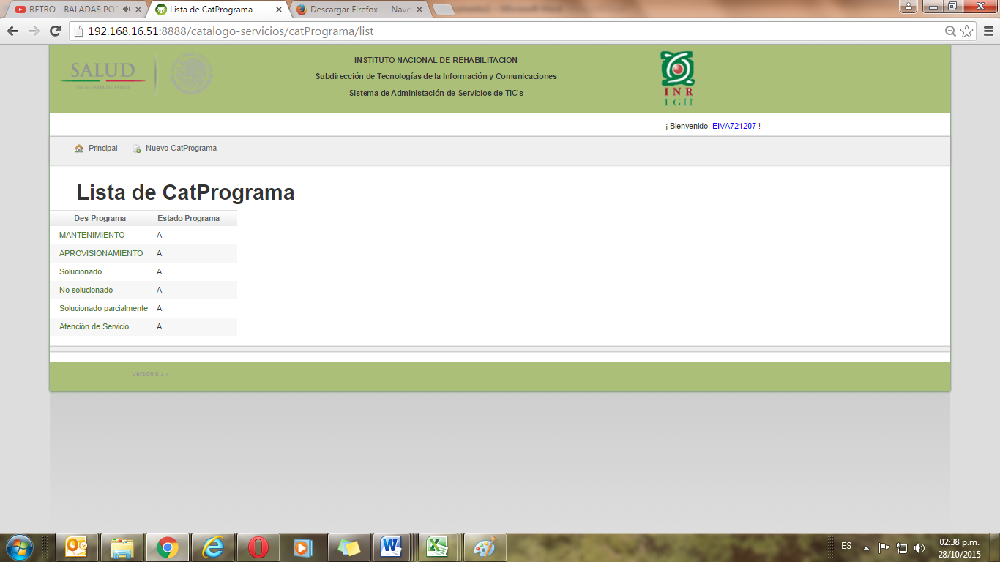 RETRO - BALADAS POP
Lista de CatPrograma
Descargar Firefox — Nave
192.168.16.51:8888/catalogo-servicios/catPrograma/list
SALUD
SECRETARÍA DE SALUD
INSTITUTO NACIONAL DE REHABILITACION
Subdirección de Tecnologías de la Información y Comunicaciones
Sistema de Administación de Servicios de TIC's
INR
LGII
¡ Bienvenido: EIVA721207 !
Principal
Nuevo CatPrograma
Lista de CatPrograma
Des Programa Estado Programa
MANTENIMIENTO A
APROVISIONAMIENTO A
Solucionado A
No solucionado A
Solucionado parcialmente A
Atención de Servicio A
Versión 0.3.7
ES
02:38 p.m.
28/10/2015